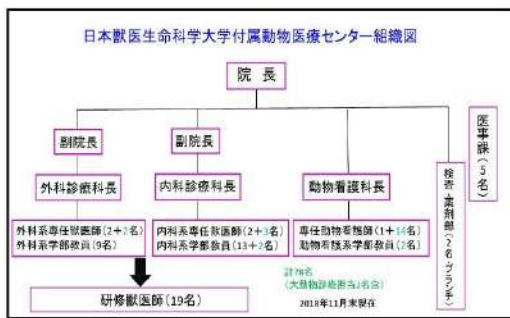 日本獣医生命科学大学付属動物医療センター組織図
院 長
医事課(5名)
副院長
副院長
外科診療科長
内科診療科長
動物看護科長
検査・薬剤部(2名・ブランチ)
外科系専任獣医師(2+2名)
外科系学部教員(9名)
内科系専任獣医師(2+3名)
内科系学部教員(13+2名)
専任動物看護師(1+14名)
動物看護系学部教員(2名)
計78名
(大動物診療担当2名含)
2018年11月末現在
研修獣医師(19名)